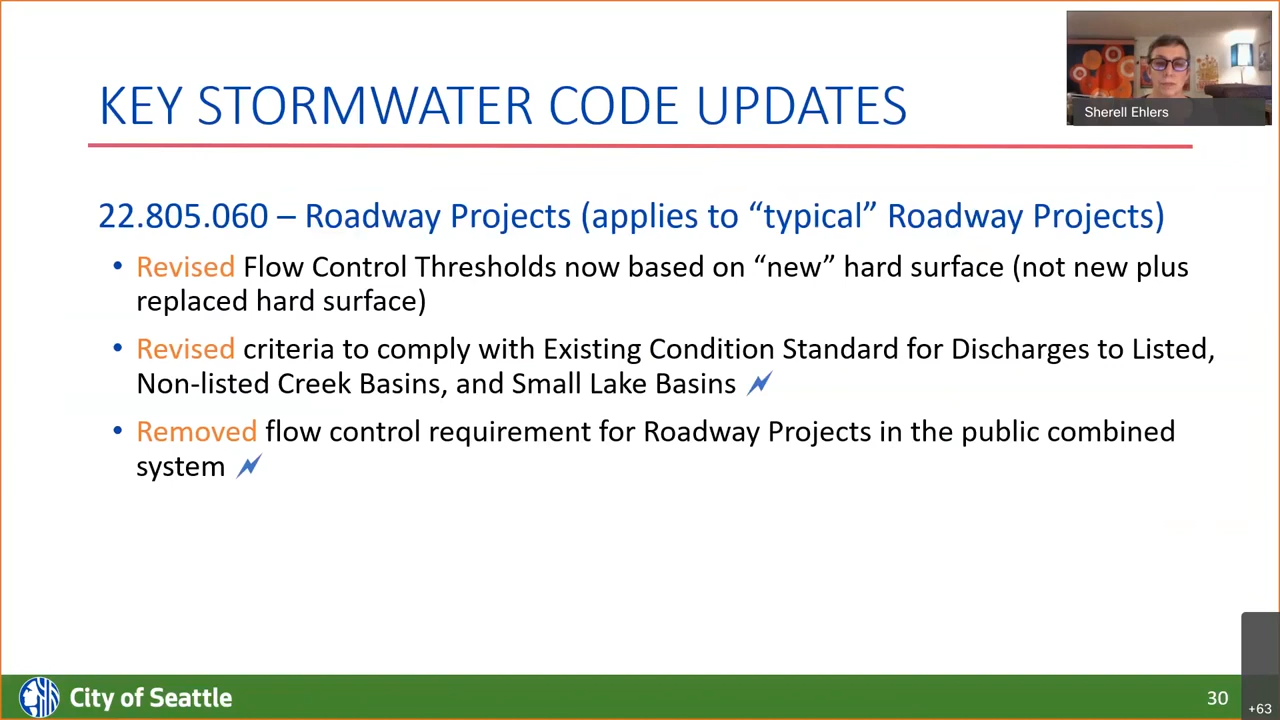 Sherell Ehlers
KEY STORMWATER CODE UPDATES
22.805.060 – Roadway Projects (applies to “typical” Roadway Projects)
• Revised Flow Control Thresholds now based on “new” hard surface (not new plus
replaced hard surface)
• Revised criteria to comply with Existing Condition Standard for Discharges to Listed,
Non-listed Creek Basins, and Small Lake Basins
• Removed flow control requirement for Roadway Projects in the public combined
system
City of Seattle
30
+63